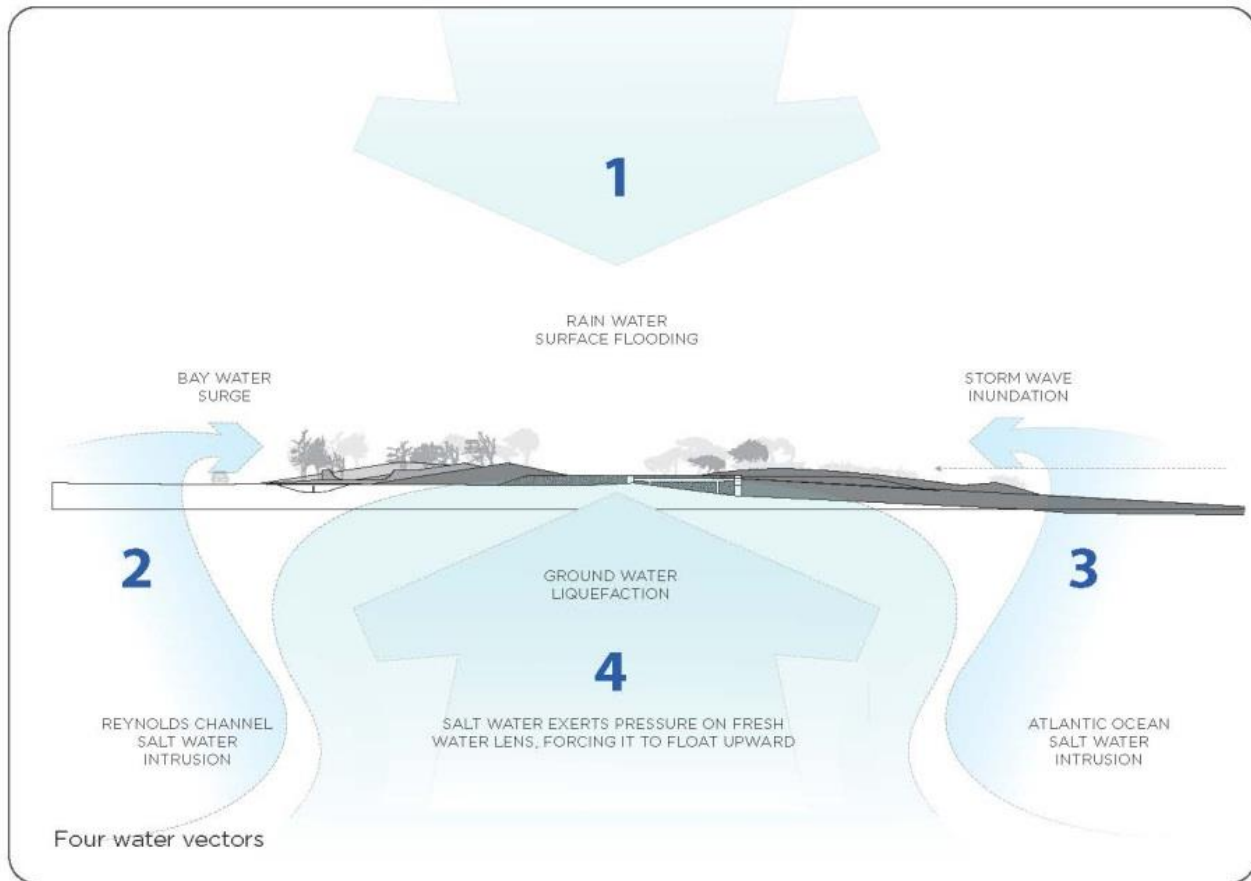 1
RAIN WATER
SURFACE FLOODING
BAY WATER
SURGE
STORM WAVE
INUNDATION
2
3
GROUND WATER
LIQUEFACTION
4
REYNOLDS CHANNEL
SALT WATER
INTRUSION
SALT WATER EXERTS PRESSURE ON FRESH
WATER LENS, FORCING IT TO FLOAT UPWARD
ATLANTIC OCEAN
SALT WATER
INTRUSION
Four water vectors